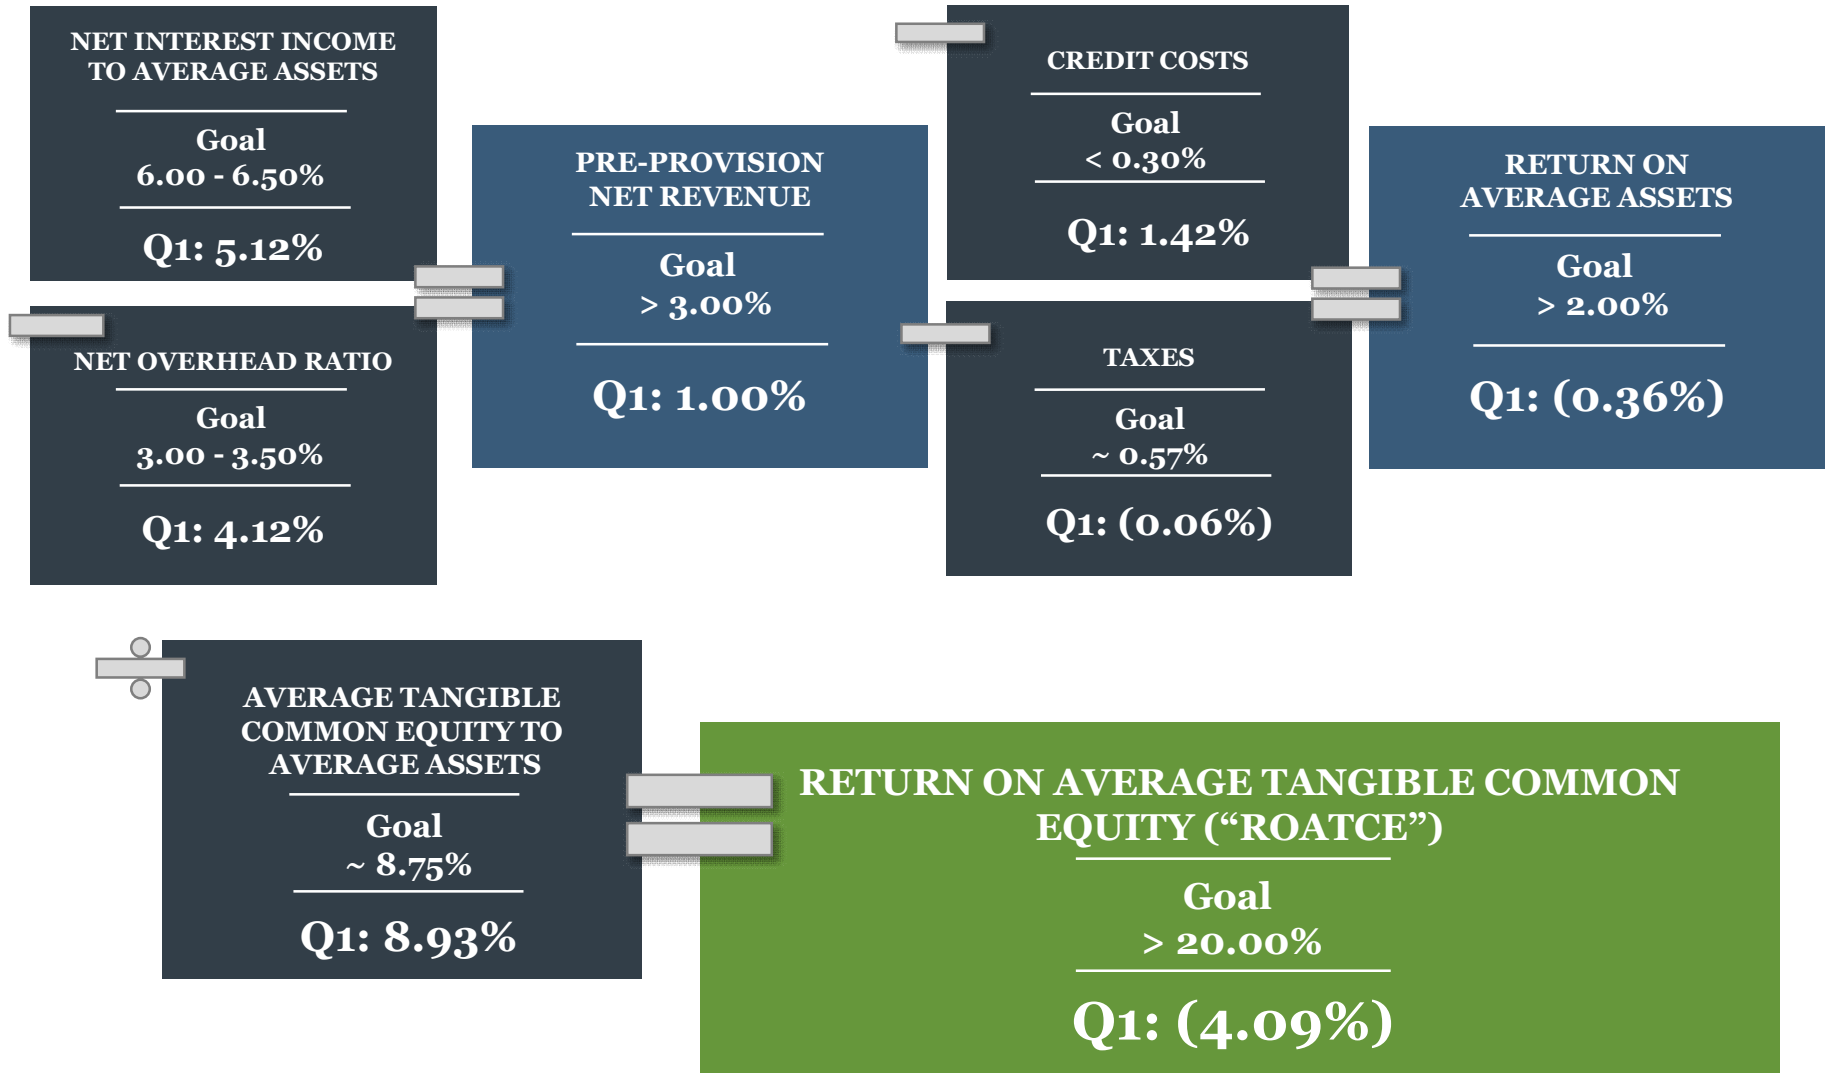 NET INTEREST INCOME
TO AVERAGE ASSETS
Goal
6.00 - 6.50%
Q1: 5.12%
NET OVERHEAD RATIO
Goal
3.00 - 3.50%
Q1: 4.12%
PRE-PROVISION
NET REVENUE
Goal
> 3.00%
Q1: 1.00%
CREDIT COSTS
Goal
< 0.30%
Q1: 1.42%
TAXES
Goal
~ 0.57%
Q1: (0.06%)
RETURN ON
AVERAGE ASSETS
Goal
> 2.00%
Q1: (0.36%)
AVERAGE TANGIBLE
COMMON EQUITY TO
AVERAGE ASSETS
Goal
~ 8.75%
Q1: 8.93%
RETURN ON AVERAGE TANGIBLE COMMON
EQUITY (“ROATCE”)
Goal
> 20.00%
Q1: (4.09%)